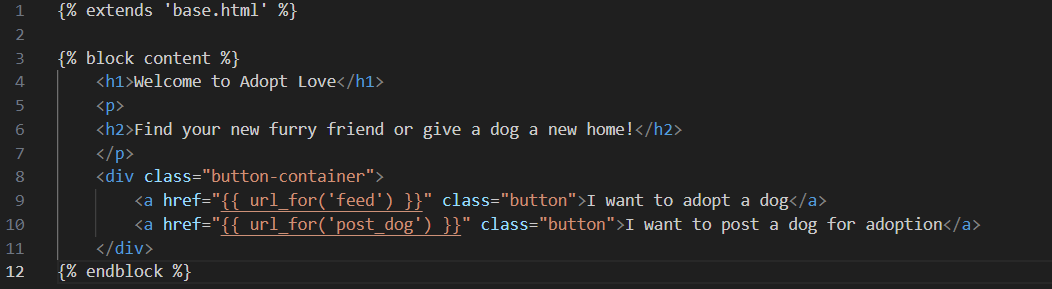 1 {% extends 'base.html' %}
2
3 {% block content %}
4     <h1>Welcome to Adopt Love</h1>
5     <p>
6     <h2>Find your new furry friend or give a dog a new home!</h2>
7     </p>
8     <div class="button-container">
9         <a href="{{ url_for('feed') }}" class="button">I want to adopt a dog</a>
10         <a href="{{ url_for('post_dog') }}" class="button">I want to post a dog for adoption</a>
11     </div>
12 {% endblock %}